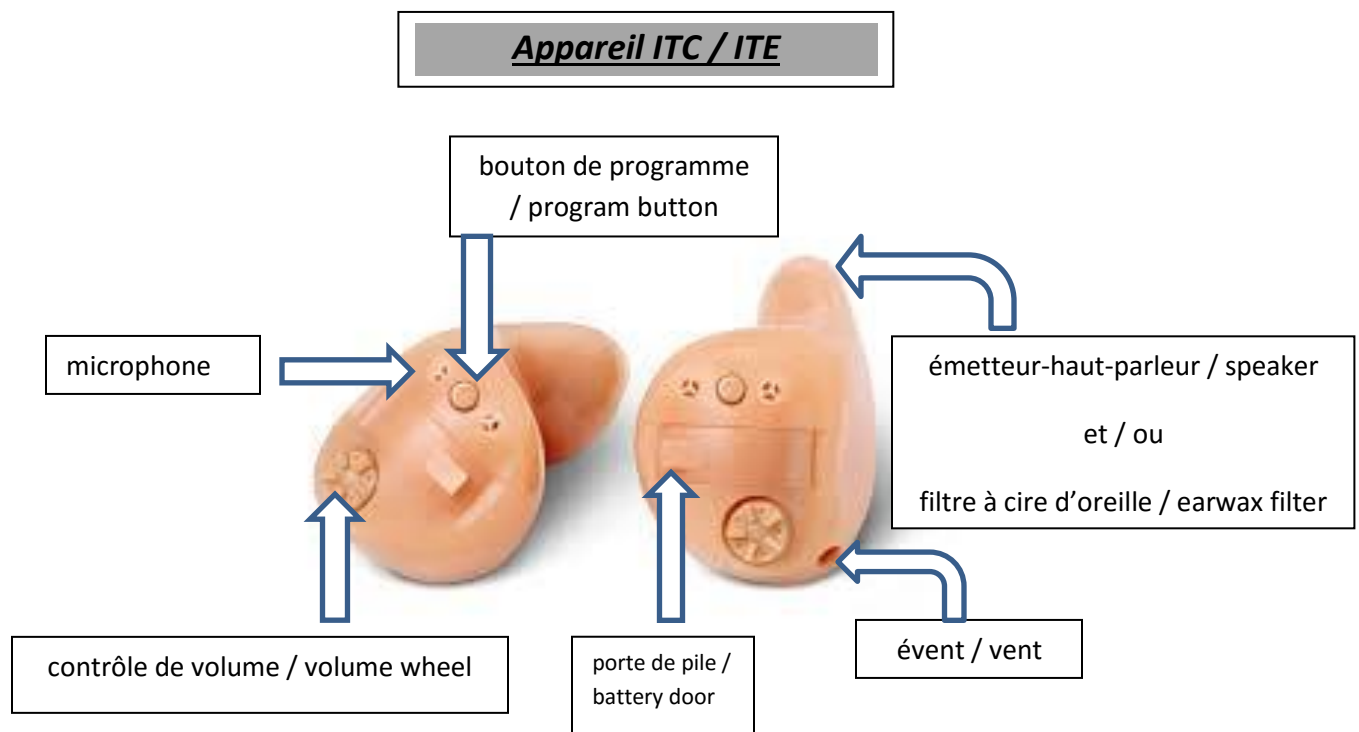 Appareil ITC / ITE
bouton de programme
/ program button
microphone
émetteur-haut-parleur / speaker
et / ou
filtre à cire d’oreille / earwax filter
contrôle de volume / volume wheel
porte de pile /
battery door
évent / vent